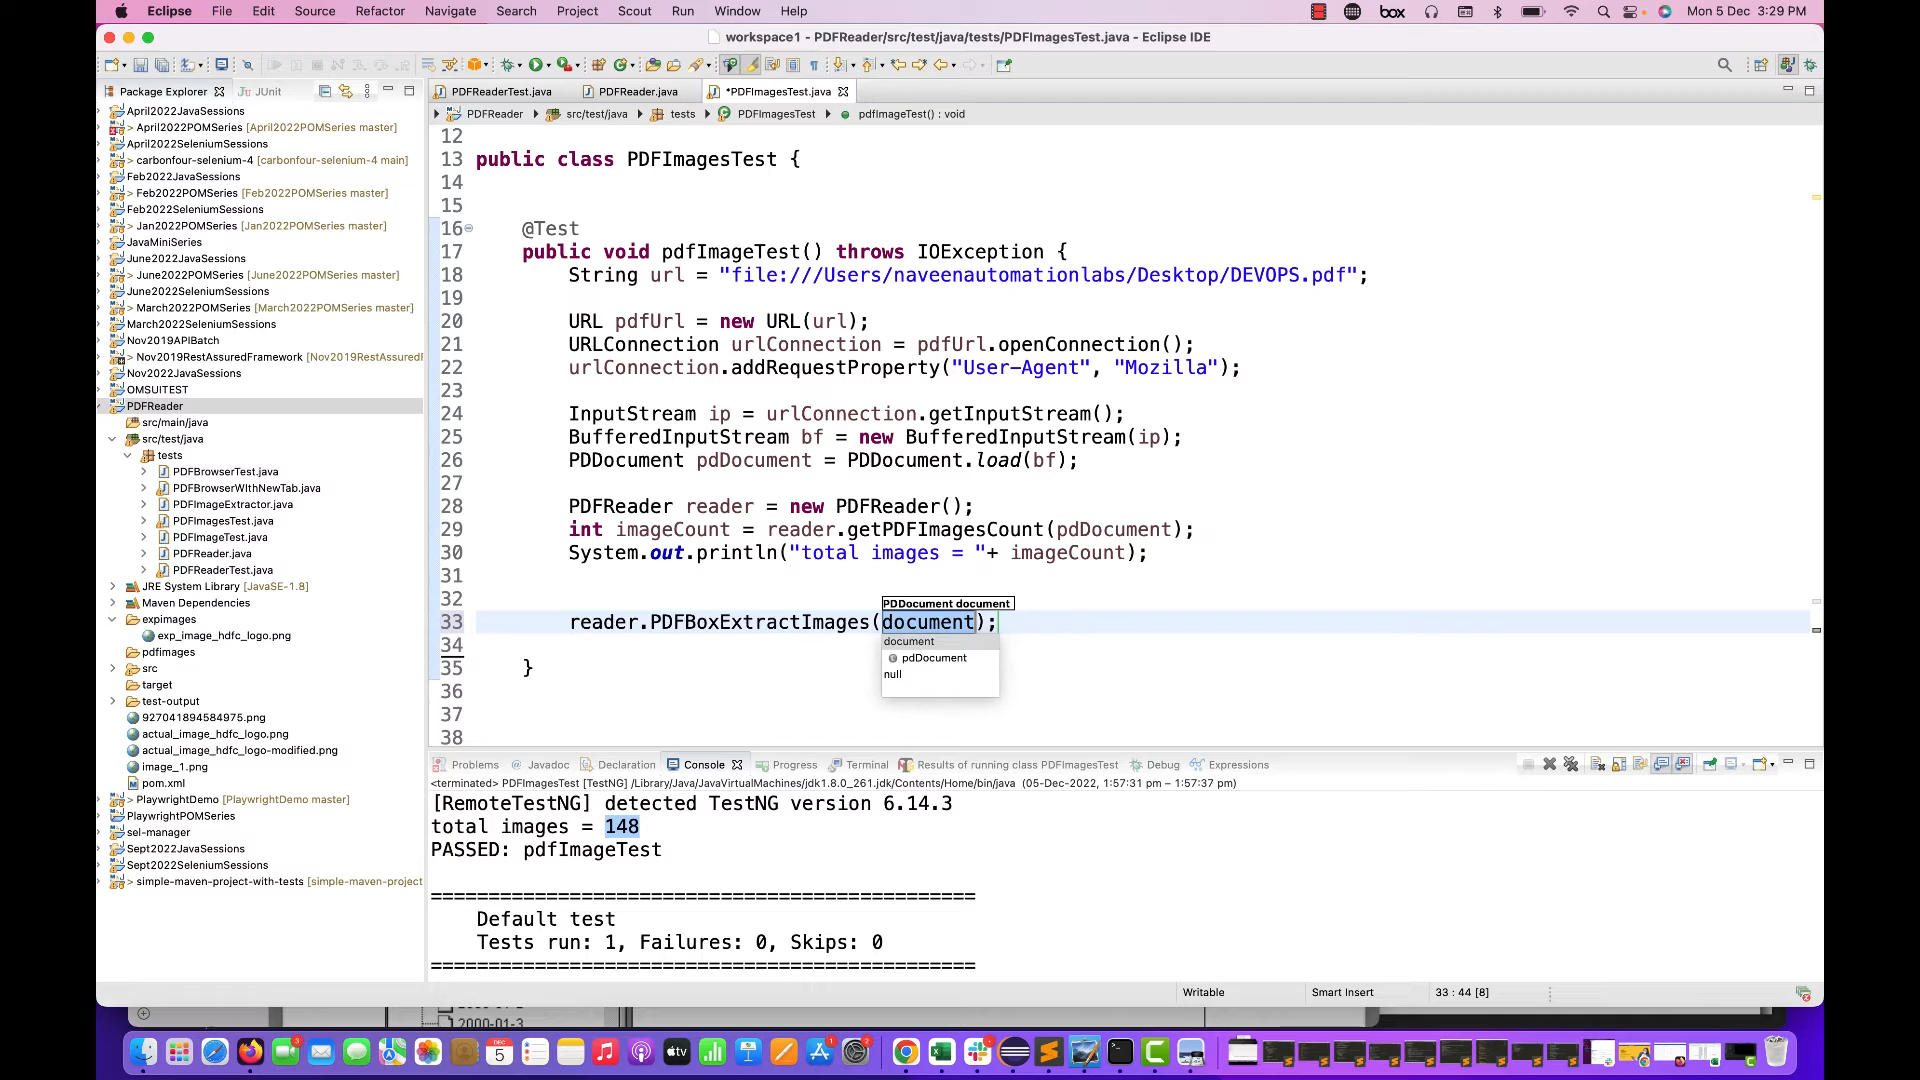 Eclipse File Edit Source Refactor Navigate Search Project Scout Run Window Help box Mon 5 Dec 3:29 PM
workspace1 - PDFReader/src/test/java/tests/PDFImagesTest.java - Eclipse IDE
Package Explorer JUnit
April2022JavaSessions
> April2022POMSeries [April2022POMSeries master]
April2022SeleniumSessions
> carbonfour-selenium-4 [carbonfour-selenium-4 main]
Feb2022JavaSessions
> Feb2022POMSeries [Feb2022POMSeries master]
Feb2022SeleniumSessions
> Jan2022POMSeries [Jan2022POMSeries master]
JavaMiniSeries
June2022JavaSessions
> June2022POMSeries [June2022POMSeries master]
June2022SeleniumSessions
> March2022POMSeries [March2022POMSeries master]
March2022SeleniumSessions
Nov2019APIBatch
> Nov2019RestAssuredFramework [Nov2019RestAssuredF
Nov2022JavaSessions
OMSUITEST
PDFReader
src/main/java
src/test/java
tests
PDFBrowserTest.java
PDFBrowserWIthNewTab.java
PDFImageExtractor.java
PDFImagesTest.java
PDFImageTest.java
PDFReader.java
PDFReaderTest.java
JRE System Library [JavaSE-1.8]
Maven Dependencies
expimages
exp_image_hdfc_logo.png
pdfimages
src
target
test-output
927041894584975.png
actual_image_hdfc_logo.png
actual_image_hdfc_logo-modified.png
image_1.png
pom.xml
> PlaywrightDemo [PlaywrightDemo master]
PlaywrightPOMSeries
sel-manager
Sept2022JavaSessions
Sept2022SeleniumSessions
> simple-maven-project-with-tests [simple-maven-project
PDFReaderTest.java PDFReader.java *PDFImagesTest.java
PDFReader src/test/java tests PDFImagesTest pdfImageTest() : void
12
13 public class PDFImagesTest {
14
15
16 @Test
17 public void pdfImageTest() throws IOException {
18 String url = "file:///Users/naveenautomationlabs/Desktop/DEVOPS.pdf";
19
20 URL pdfUrl = new URL(url);
21 URLConnection urlConnection = pdfUrl.openConnection();
22 urlConnection.addRequestProperty("User-Agent", "Mozilla");
23
24 InputStream ip = urlConnection.getInputStream();
25 BufferedInputStream bf = new BufferedInputStream(ip);
26 PDDocument pdDocument = PDDocument.load(bf);
27
28 PDFReader reader = new PDFReader();
29 int imageCount = reader.getPDFImagesCount(pdDocument);
30 System.out.println("total images = "+ imageCount);
31
32
PDDocument document
33 reader.PDFBoxExtractImages(document);
document
34
pdDocument
35 }
null
36
37
38
Problems Javadoc Declaration Console Progress Terminal Results of running class PDFImagesTest Debug Expressions
<terminated> PDFImagesTest [TestNG] /Library/Java/JavaVirtualMachines/jdk1.8.0_261.jdk/Contents/Home/bin/java (05-Dec-2022, 1:57:31 pm – 1:57:37 pm)
[RemoteTestNG] detected TestNG version 6.14.3
total images = 148
PASSED: pdfImageTest
===============================================
Default test
Tests run: 1, Failures: 0, Skips: 0
===============================================
Writable Smart Insert 33 : 44 [8]
2000-01-3
3 DEC 5 tv 1 2